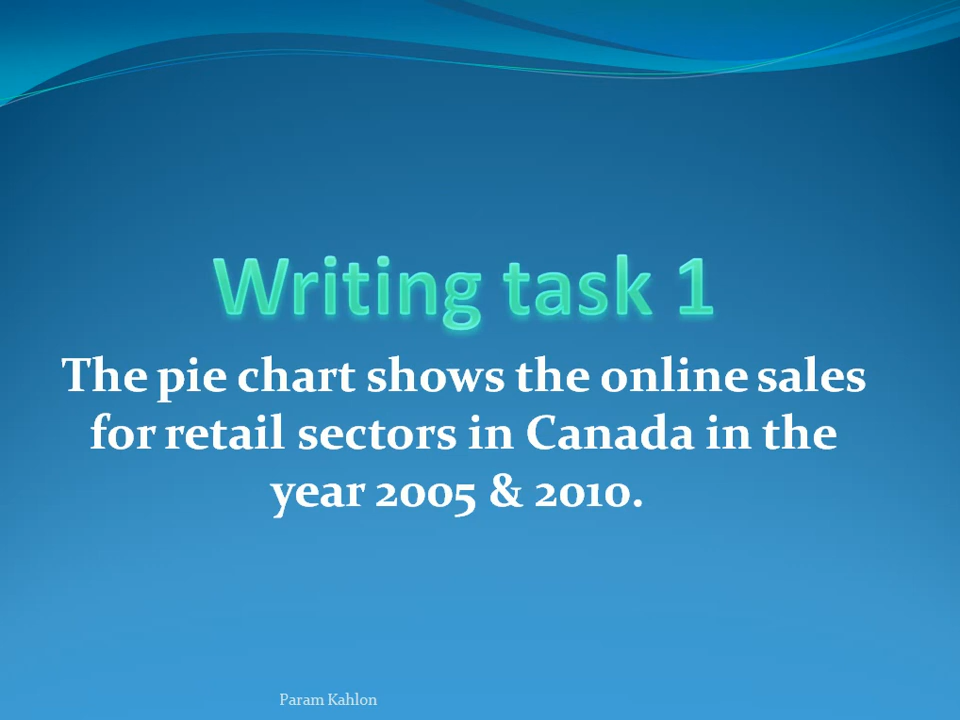 Writing task 1
The pie chart shows the online sales
for retail sectors in Canada in the
year 2005 & 2010.
Param Kahlon